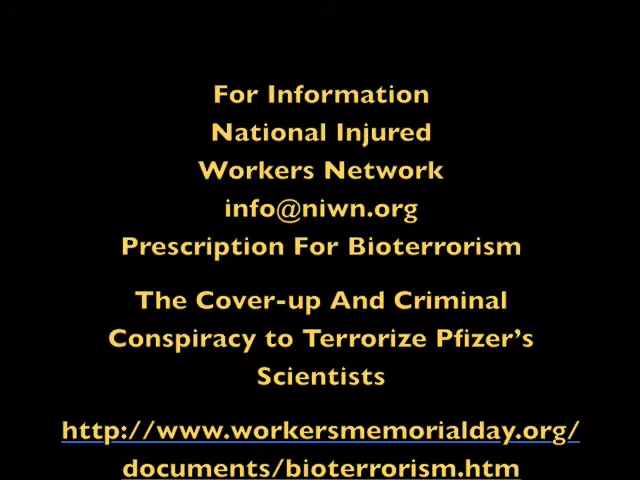 For Information
National Injured
Workers Network
info@niwn.org
Prescription For Bioterrorism
The Cover-up And Criminal
Conspiracy to Terrorize Pfizer’s
Scientists
http://www.workersmemorialday.org/
documents/bioterrorism.htm